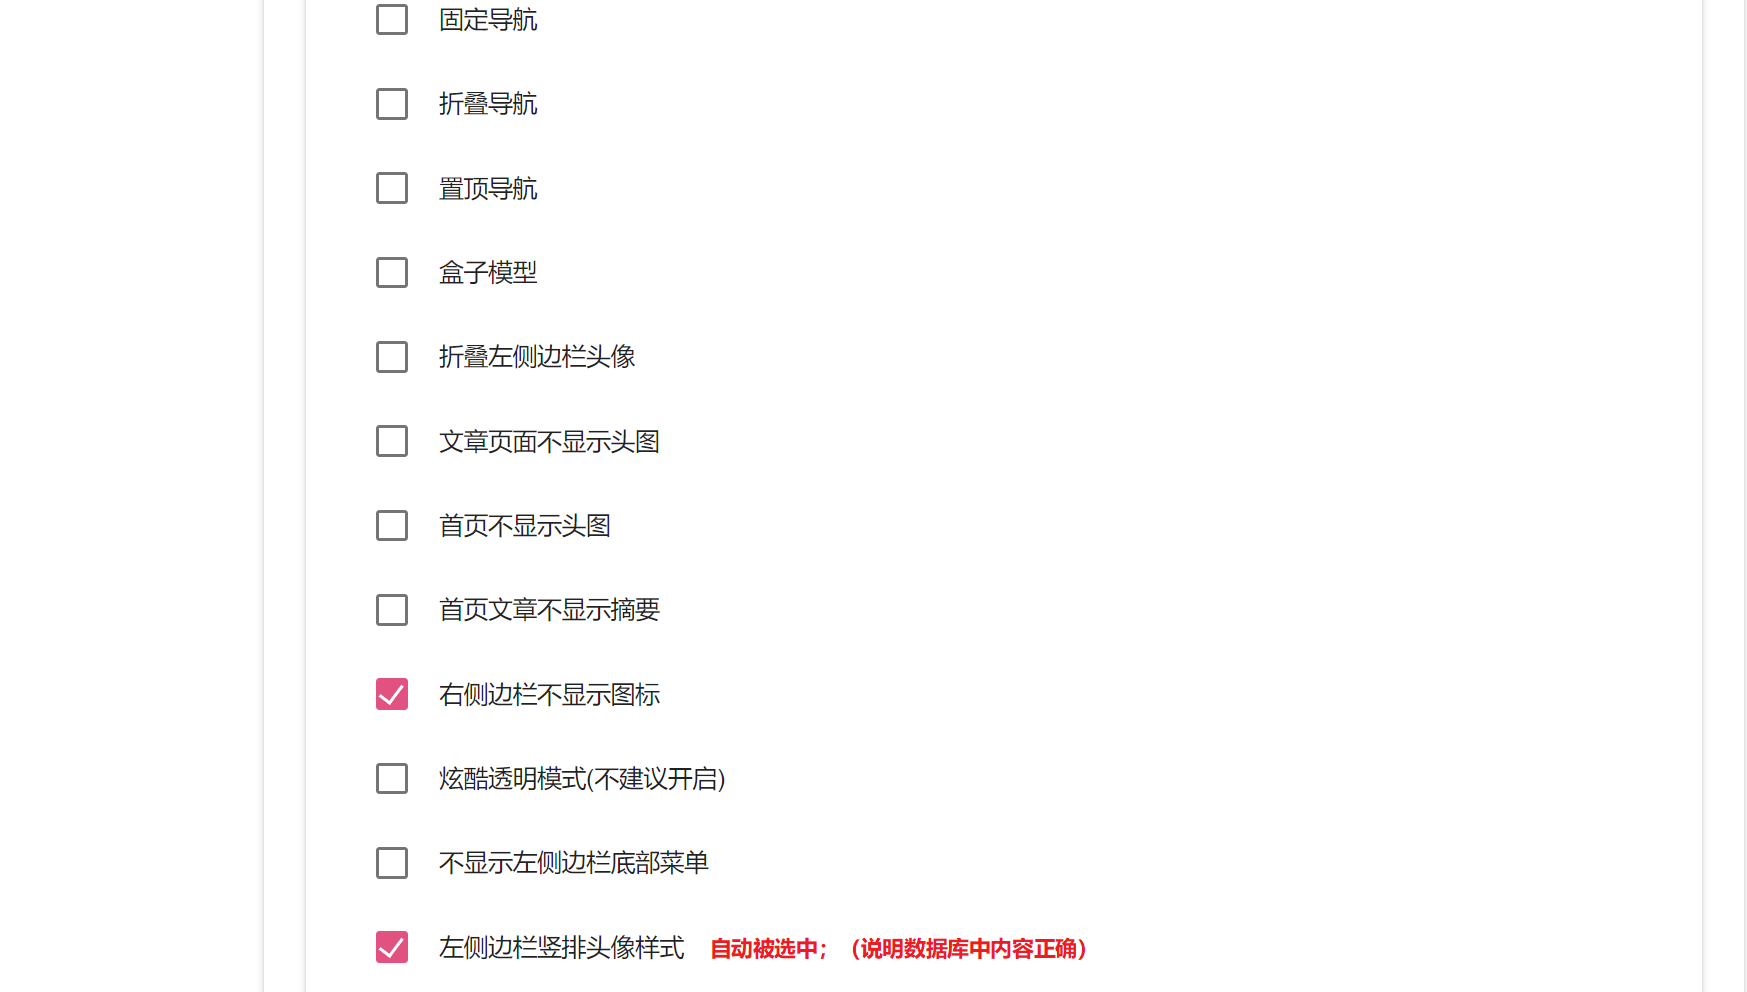 固定导航
折叠导航
置顶导航
盒子模型
折叠左侧边栏头像
文章页面不显示头图
首页不显示头图
首页文章不显示摘要
右侧边栏不显示图标
炫酷透明模式(不建议开启)
不显示左侧边栏底部菜单
左侧边栏竖排头像样式 自动被选中；（说明数据库中内容正确）